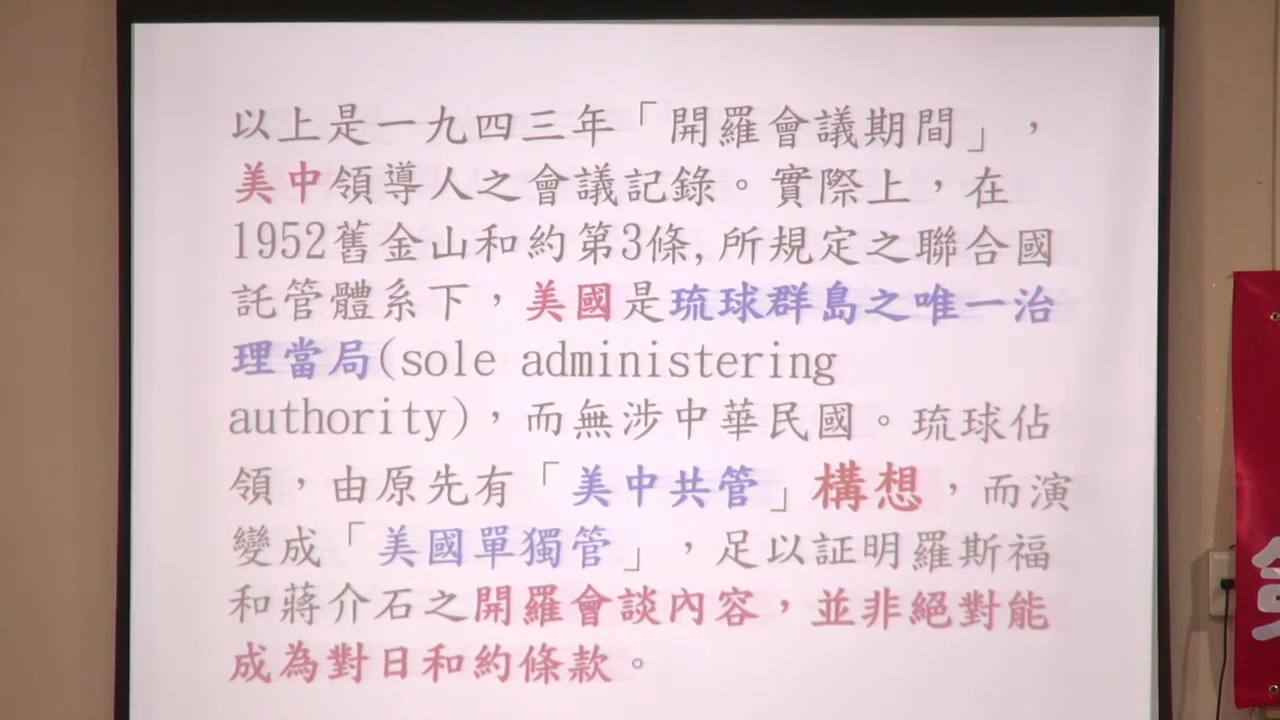 以上是一九四三年「開羅會議期間」，
美中領導人之會議記錄。實際上，在
1952舊金山和約第3條,所規定之聯合國
託管體系下，美國是琉球群島之唯一治
理當局(sole administering
authority)，而無涉中華民國。琉球佔
領，由原先有「美中共管」構想，而演
變成「美國單獨管」，足以証明羅斯福
和蔣介石之開羅會談內容，並非絕對能
成為對日和約條款。